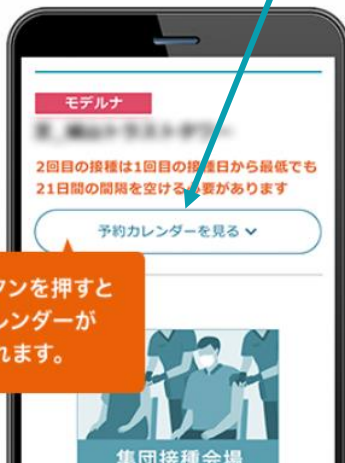 モデルナ
2回目の接種は1回目の接種日から最低でも
21日間の間隔を空ける必要があります
予約カレンダーを見る
タンを押すと
レンダーが
れます。
集団接種会場